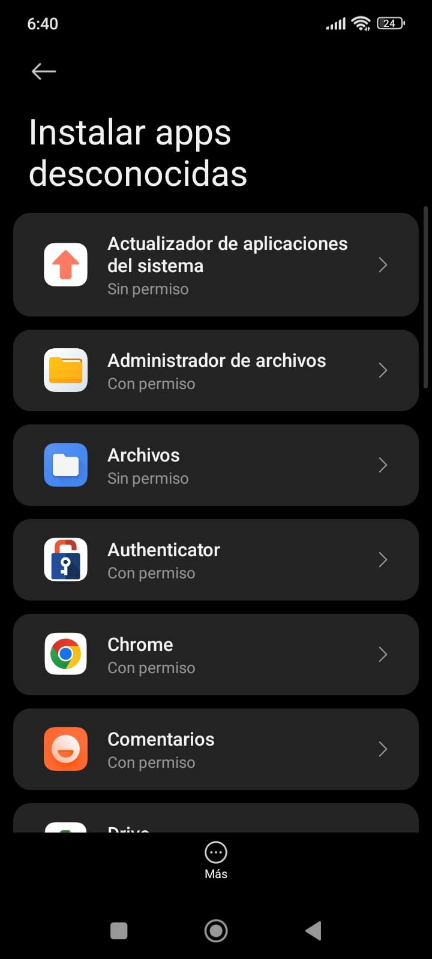 6:40
24
Instalar apps
desconocidas
Actualizador de aplicaciones
del sistema
Sin permiso
Administrador de archivos
Con permiso
Archivos
Sin permiso
Authenticator
Con permiso
Chrome
Con permiso
Comentarios
Con permiso
Drive
Más